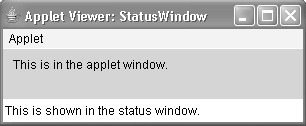 Applet Viewer: StatusWindow
Applet
This is in the applet window.
This is shown in the status window.